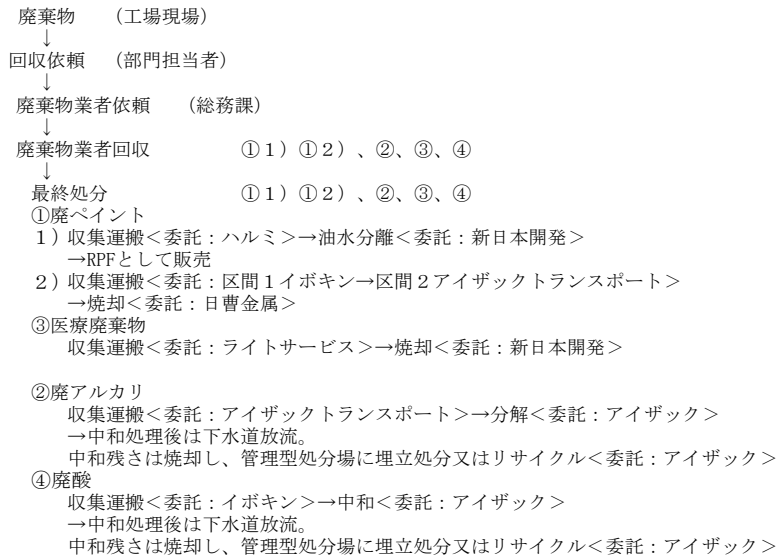 廃棄物　　（工場現場）
↓
回収依頼　（部門担当者）
↓
廃棄物業者依頼　　（総務課）
↓
廃棄物業者回収　　　　　①１）①２）、②、③、④
↓
最終処分　　　　　　　　①１）①２）、②、③、④
①廃ペイント
１）収集運搬＜委託：ハルミ＞→油水分離＜委託：新日本開発＞
→RPFとして販売
２）収集運搬＜委託：区間１イボキン→区間２アイザックトランスポート＞
→焼却＜委託：日曹金属＞
③医療廃棄物
収集運搬＜委託：ライトサービス＞→焼却＜委託：新日本開発＞
②廃アルカリ
収集運搬＜委託：アイザックトランスポート＞→分解＜委託：アイザック＞
→中和処理後は下水道放流。
中和残さは焼却し、管理型処分場に埋立処分又はリサイクル＜委託：アイザック＞
④廃酸
収集運搬＜委託：イボキン＞→中和＜委託：アイザック＞
→中和処理後は下水道放流。
中和残さは焼却し、管理型処分場に埋立処分又はリサイクル＜委託：アイザック＞